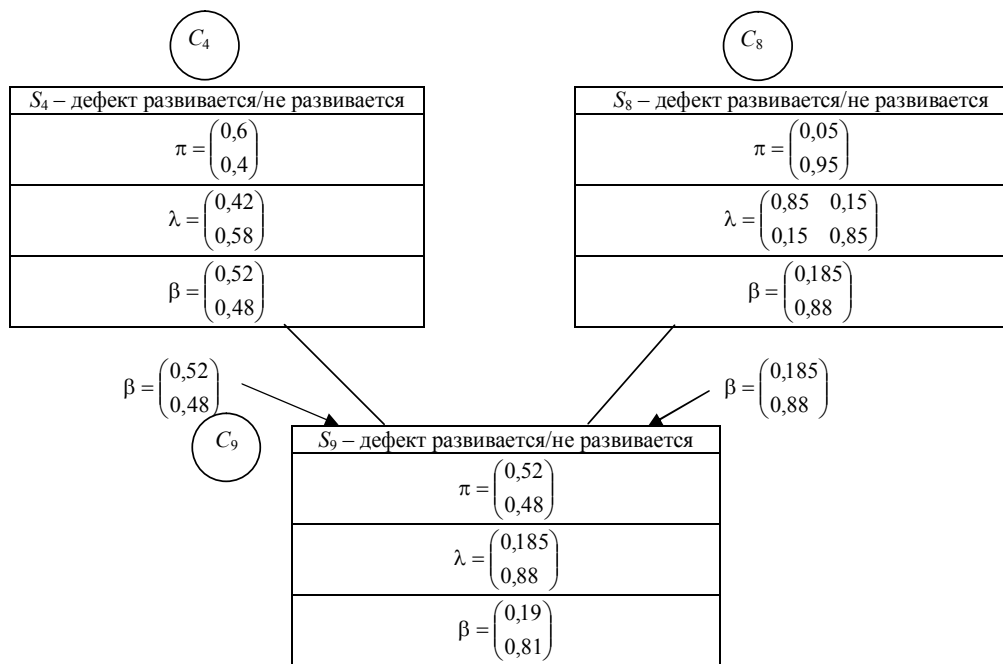 C4
C8
S4 – дефект развивается/не развивается
π = (0,6
0,4)
λ = (0,42
0,58)
β = (0,52
0,48)
S8 – дефект развивается/не развивается
π = (0,05
0,95)
λ = (0,85 0,15
0,15 0,85)
β = (0,185
0,88)
β = (0,52
0,48)
β = (0,185
0,88)
C9
S9 – дефект развивается/не развивается
π = (0,52
0,48)
λ = (0,185
0,88)
β = (0,19
0,81)